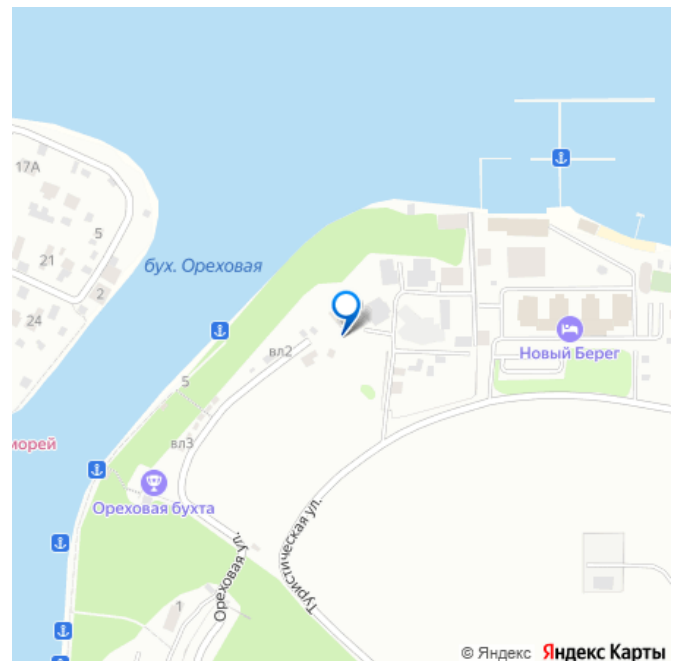 17А
5
21
2
24
бух. Ореховая
вл2
5
вл3
Новый Берег
морей
Ореховая бухта
Ореховая ул.
Туристическая ул.
1
© Яндекс Яндекс Карты